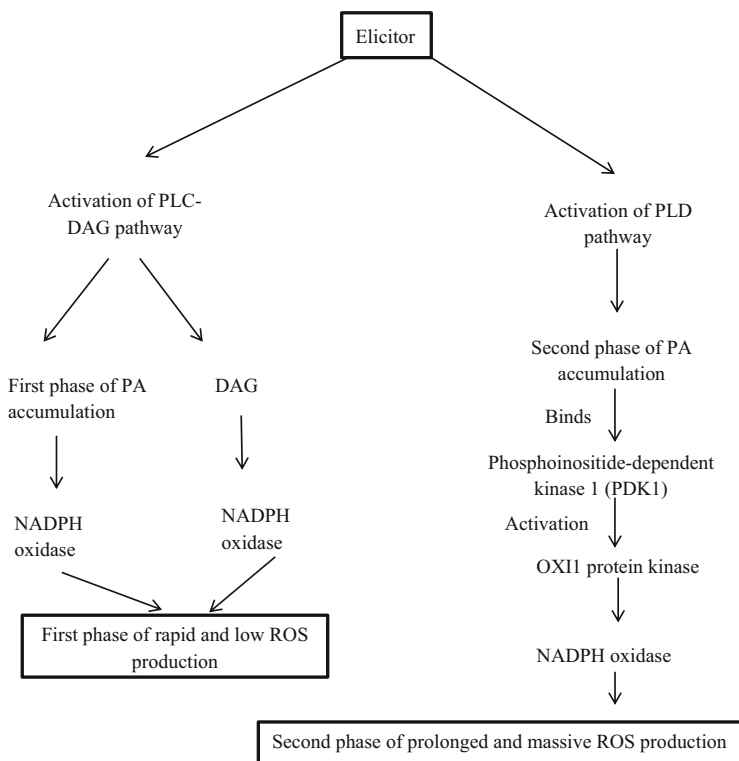 Elicitor
Activation of PLC-
DAG pathway
Activation of PLD
pathway
First phase of PA
accumulation
DAG
Second phase of PA
accumulation
Binds
Phosphoinositide-dependent
kinase 1 (PDK1)
NADPH
oxidase
NADPH
oxidase
Activation
OXI1 protein kinase
First phase of rapid and low ROS
production
NADPH oxidase
Second phase of prolonged and massive ROS production